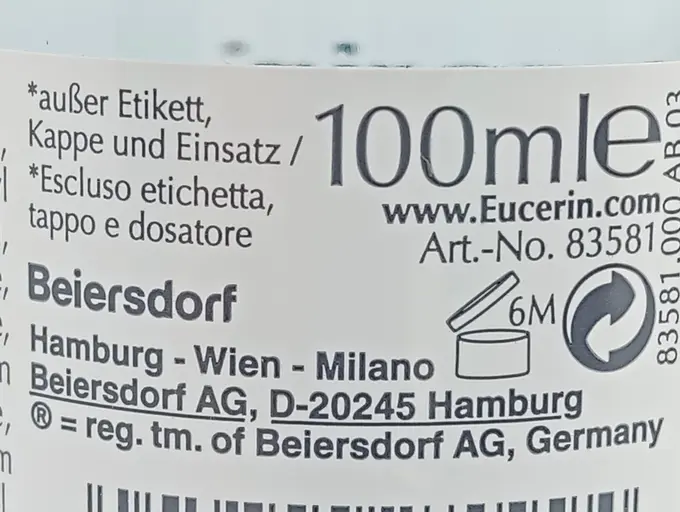 *außer Etikett,
Kappe und Einsatz /
*Escluso etichetta,
tappo e dosatore
100mle
www.Eucerin.com
Art.-No. 83581
6M
83581.000 AB 03
Beiersdorf
Hamburg - Wien - Milano
Beiersdorf AG, D-20245 Hamburg
® = reg. tm. of Beiersdorf AG, Germany